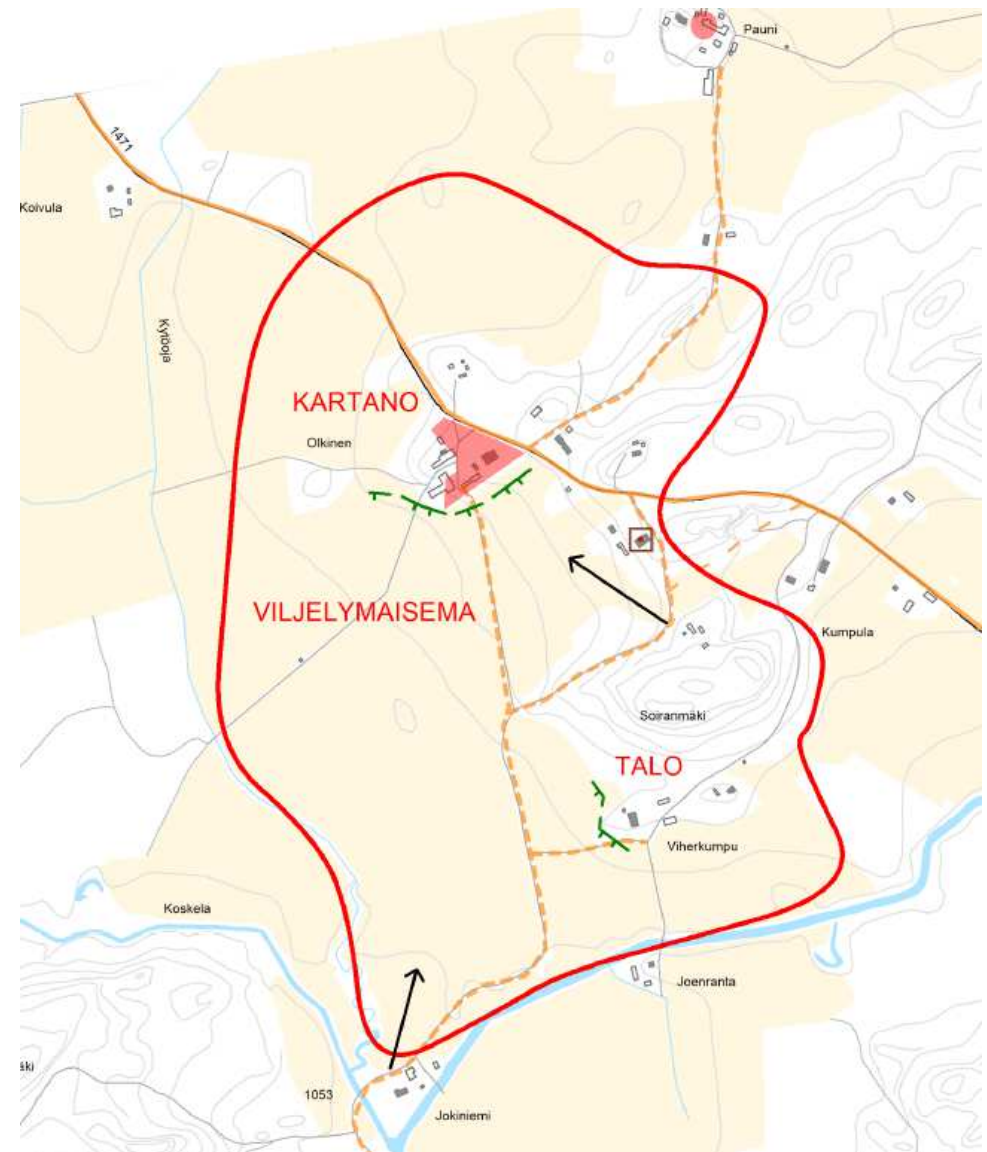 Pauni
1471
Koivula
Kytöoja
KARTANO
Olkinen
VILJELYMAISEMA
Kumpula
Soiranmäki
TALO
Viherkumpu
Koskela
Joenranta
1053
Jokiniemi